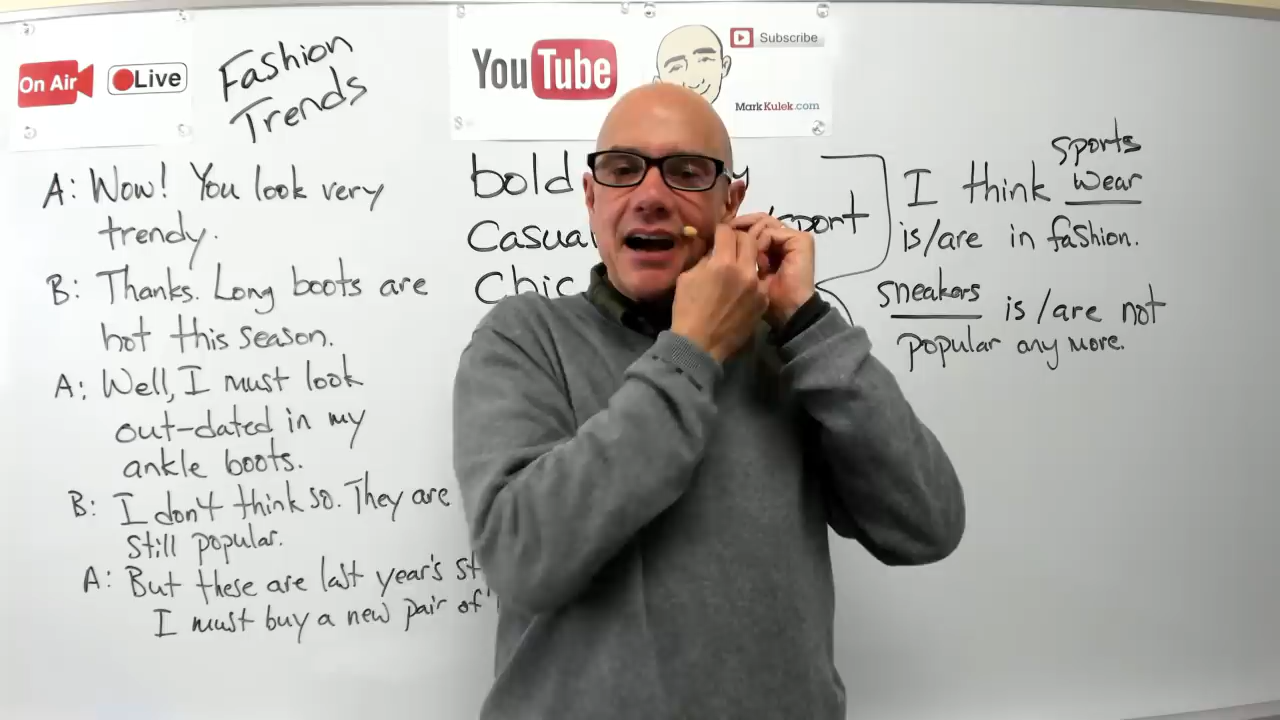 On Air
Live
Fashion
Trends
YouTube
Subscribe
MarkKulek.com
A: Wow! You look very
trendy.
B: Thanks. Long boots are
hot this season.
A: Well, I must look
out-dated in my
ankle boots.
B: I don't think so. They are
still popular.
A: But these are last year's
I must buy a new pair of
bold
Casual
Chic
sport
sports
I think wear
is/are in fashion.
sneakers is/are not
popular any more.